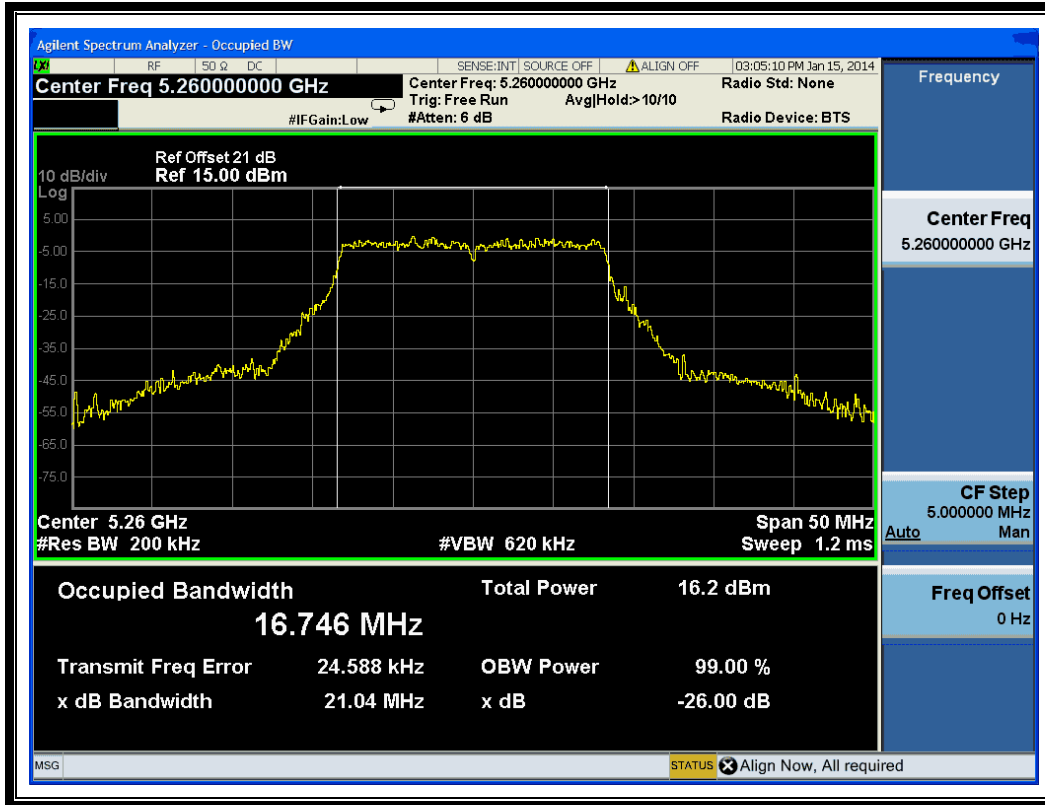 Agilent Spectrum Analyzer - Occupied BW
LXI RF 50 Ω DC SENSE:INT SOURCE OFF ALIGN OFF 03:05:10 PM Jan 15, 2014
Center Freq 5.260000000 GHz
Center Freq: 5.260000000 GHz
Radio Std: None
Trig: Free Run Avg|Hold:>10/10
#IFGain:Low
#Atten: 6 dB
Radio Device: BTS
Ref Offset 21 dB
10 dB/div Ref 15.00 dBm
Log
5.00
-5.00
-15.0
-25.0
-35.0
-45.0
-55.0
-65.0
-75.0
Center 5.26 GHz Span 50 MHz
#Res BW 200 kHz #VBW 620 kHz Sweep 1.2 ms
Occupied Bandwidth Total Power 16.2 dBm
16.746 MHz
Transmit Freq Error 24.588 kHz OBW Power 99.00 %
x dB Bandwidth 21.04 MHz x dB -26.00 dB
Frequency
Center Freq
5.260000000 GHz
CF Step
5.000000 MHz
Auto Man
Freq Offset
0 Hz
MSG STATUS Align Now, All required